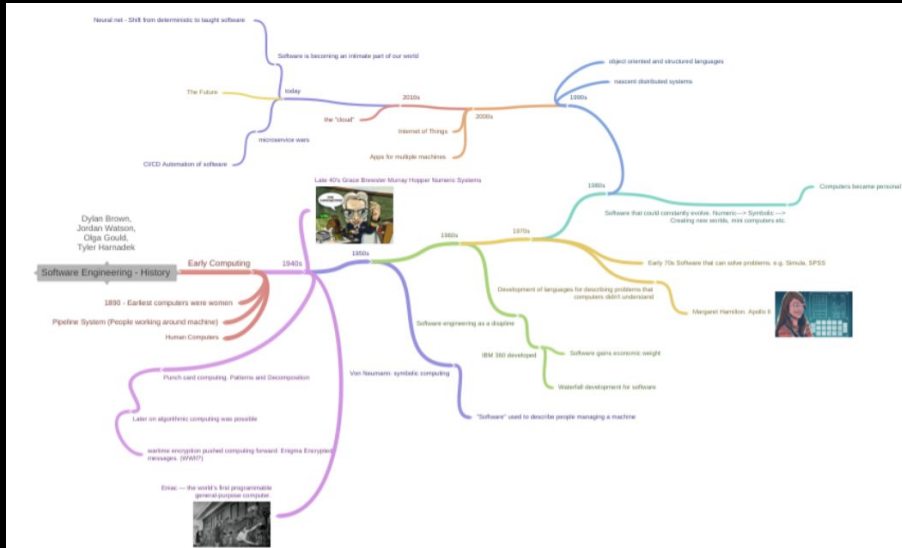 Neural net - Shift from deterministic to taught software
Software is becoming an intimate part of our world
The Future
today
microservice wars
CI/CD Automation of software
2010s
the "cloud"
2000s
Internet of Things
Apps for multiple machines
1990s
object oriented and structured languages
nascent distributed systems
1980s
Computers became personal
Software that could constantly evolve. Numeric---> Symbolic --->
Creating new worlds, mini computers etc.
Late 40's Grace Brewster Murray Hopper Numeric Systems
Dylan Brown,
Jordan Watson,
Olga Gould,
Tyler Harnadek
Software Engineering - History
Early Computing
1940s
1950s
1960s
1970s
Early 70s Software that can solve problems. e.g. Simula, SPSS
Development of languages for describing problems that
computers didn't understand
Margaret Hamilton Apollo 8
1890 - Earliest computers were women
Pipeline System (People working around machine)
Human Computers
Software engineering as a displine
IBM 360 developed
Software gains economic weight
Waterfall development for software
Punch card computing. Patterns and Decomposition
Von Neumann: symbolic computing
"Software" used to describe people managing a machine
Later on algorithmic computing was possible
wartime encryption pushed computing forward. Enigma Encrypted
messages. (WWII?)
Eniac — the world's first programmable
general-purpose computer.